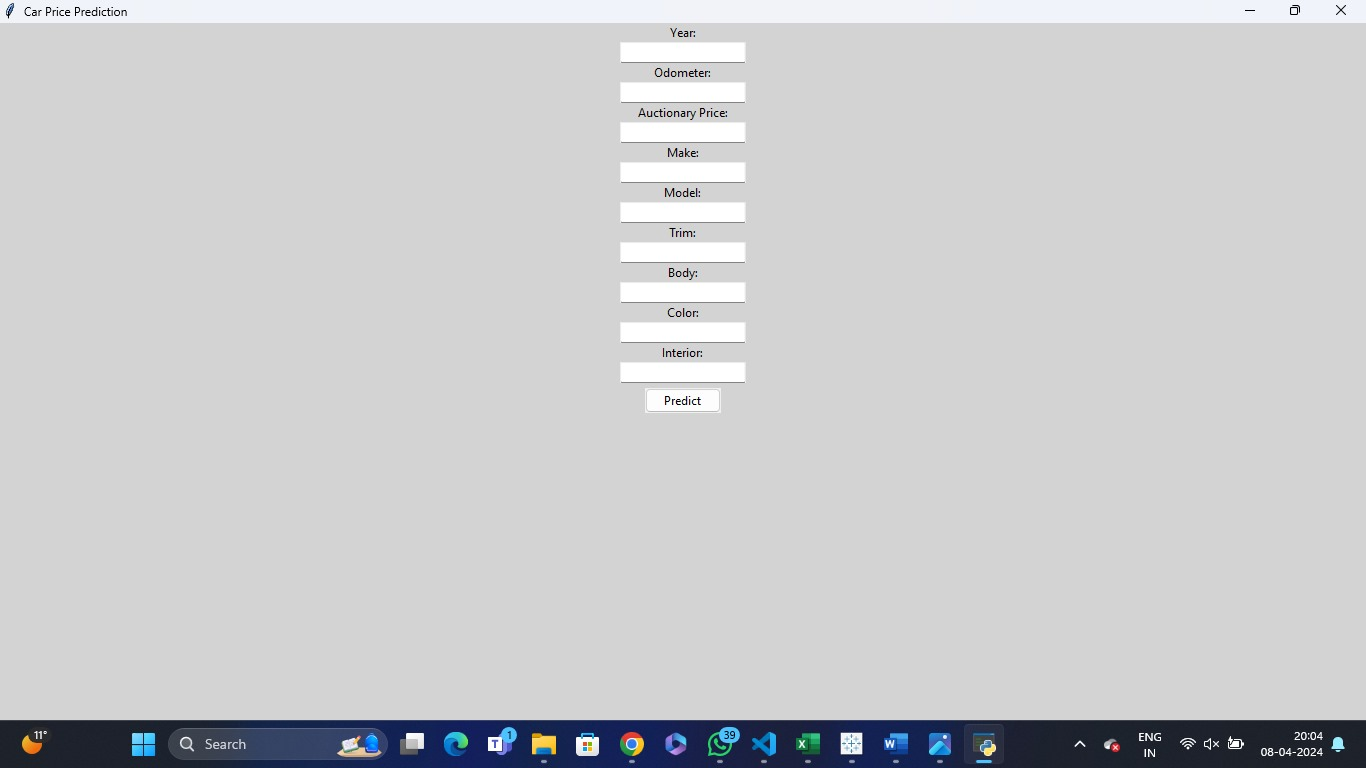 Car Price Prediction
Year:
Odometer:
Auctionary Price:
Make:
Model:
Trim:
Body:
Color:
Interior:
Predict
11°
Search
1
39
ENG
IN
20:04
08-04-2024